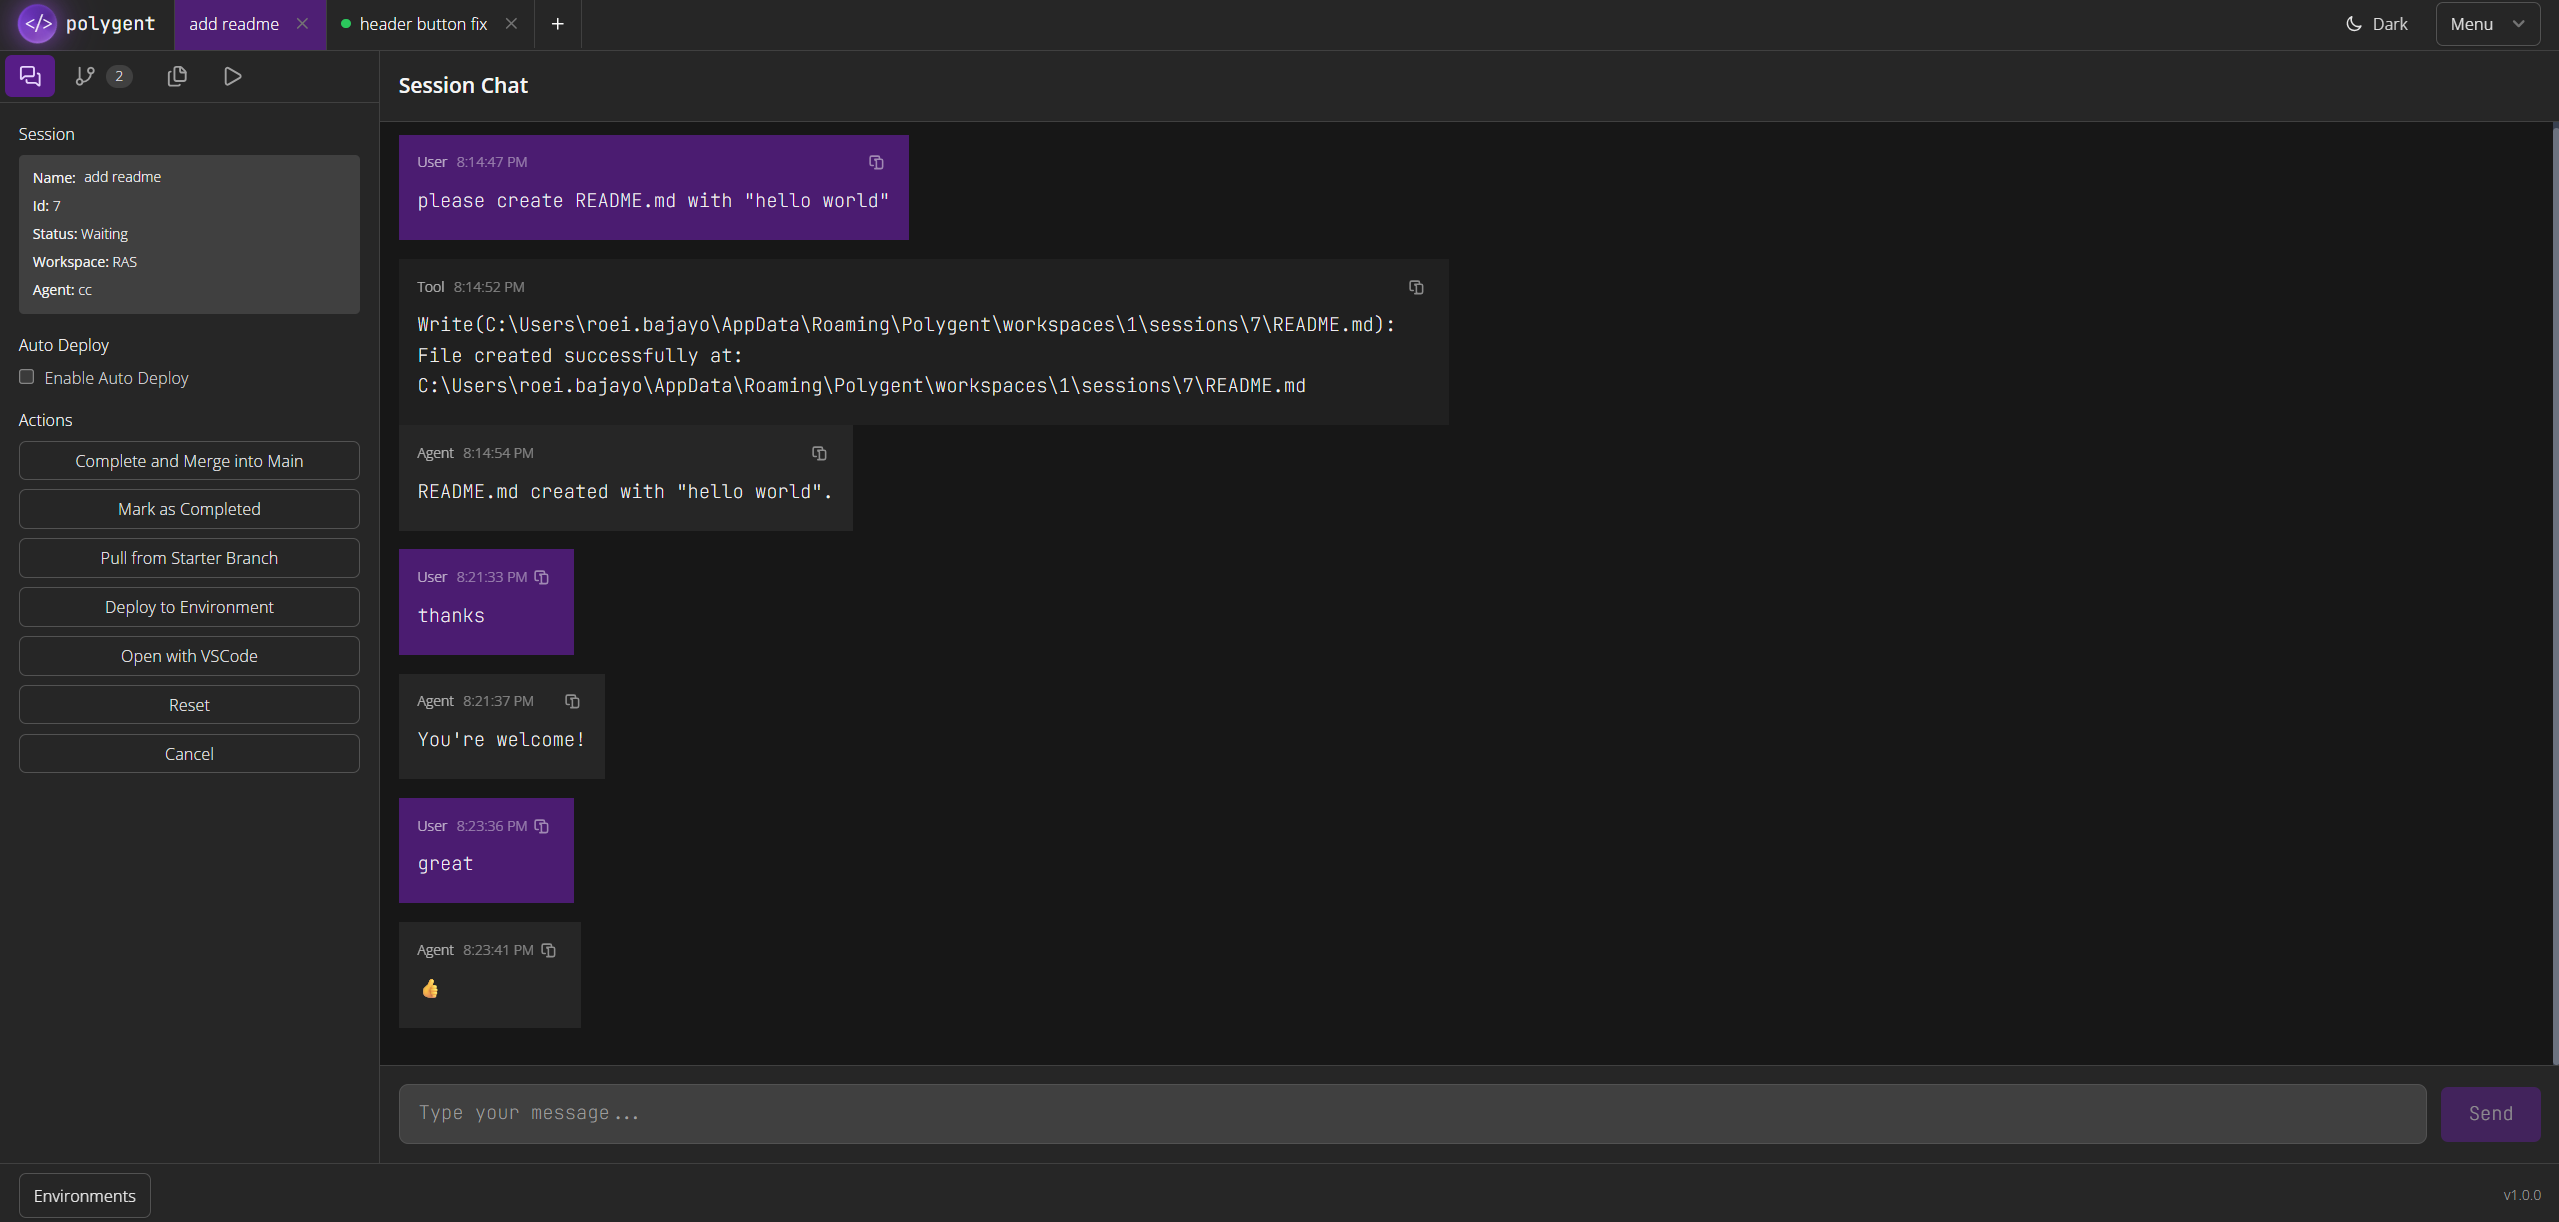 </> polygent
add readme
header button fix
+
Dark
Menu
2
Session
Name: add readme
Id: 7
Status: Waiting
Workspace: RAS
Agent: cc
Auto Deploy
Enable Auto Deploy
Actions
Complete and Merge into Main
Mark as Completed
Pull from Starter Branch
Deploy to Environment
Open with VSCode
Reset
Cancel
Session Chat
User 8:14:47 PM
please create README.md with "hello world"
Tool 8:14:52 PM
Write(C:\Users\roei.bajayo\AppData\Roaming\Polygent\workspaces\1\sessions\7\README.md):
File created successfully at:
C:\Users\roei.bajayo\AppData\Roaming\Polygent\workspaces\1\sessions\7\README.md
Agent 8:14:54 PM
README.md created with "hello world".
User 8:21:33 PM
thanks
Agent 8:21:37 PM
You're welcome!
User 8:23:36 PM
great
Agent 8:23:41 PM
👍
Type your message...
Send
Environments
v1.0.0